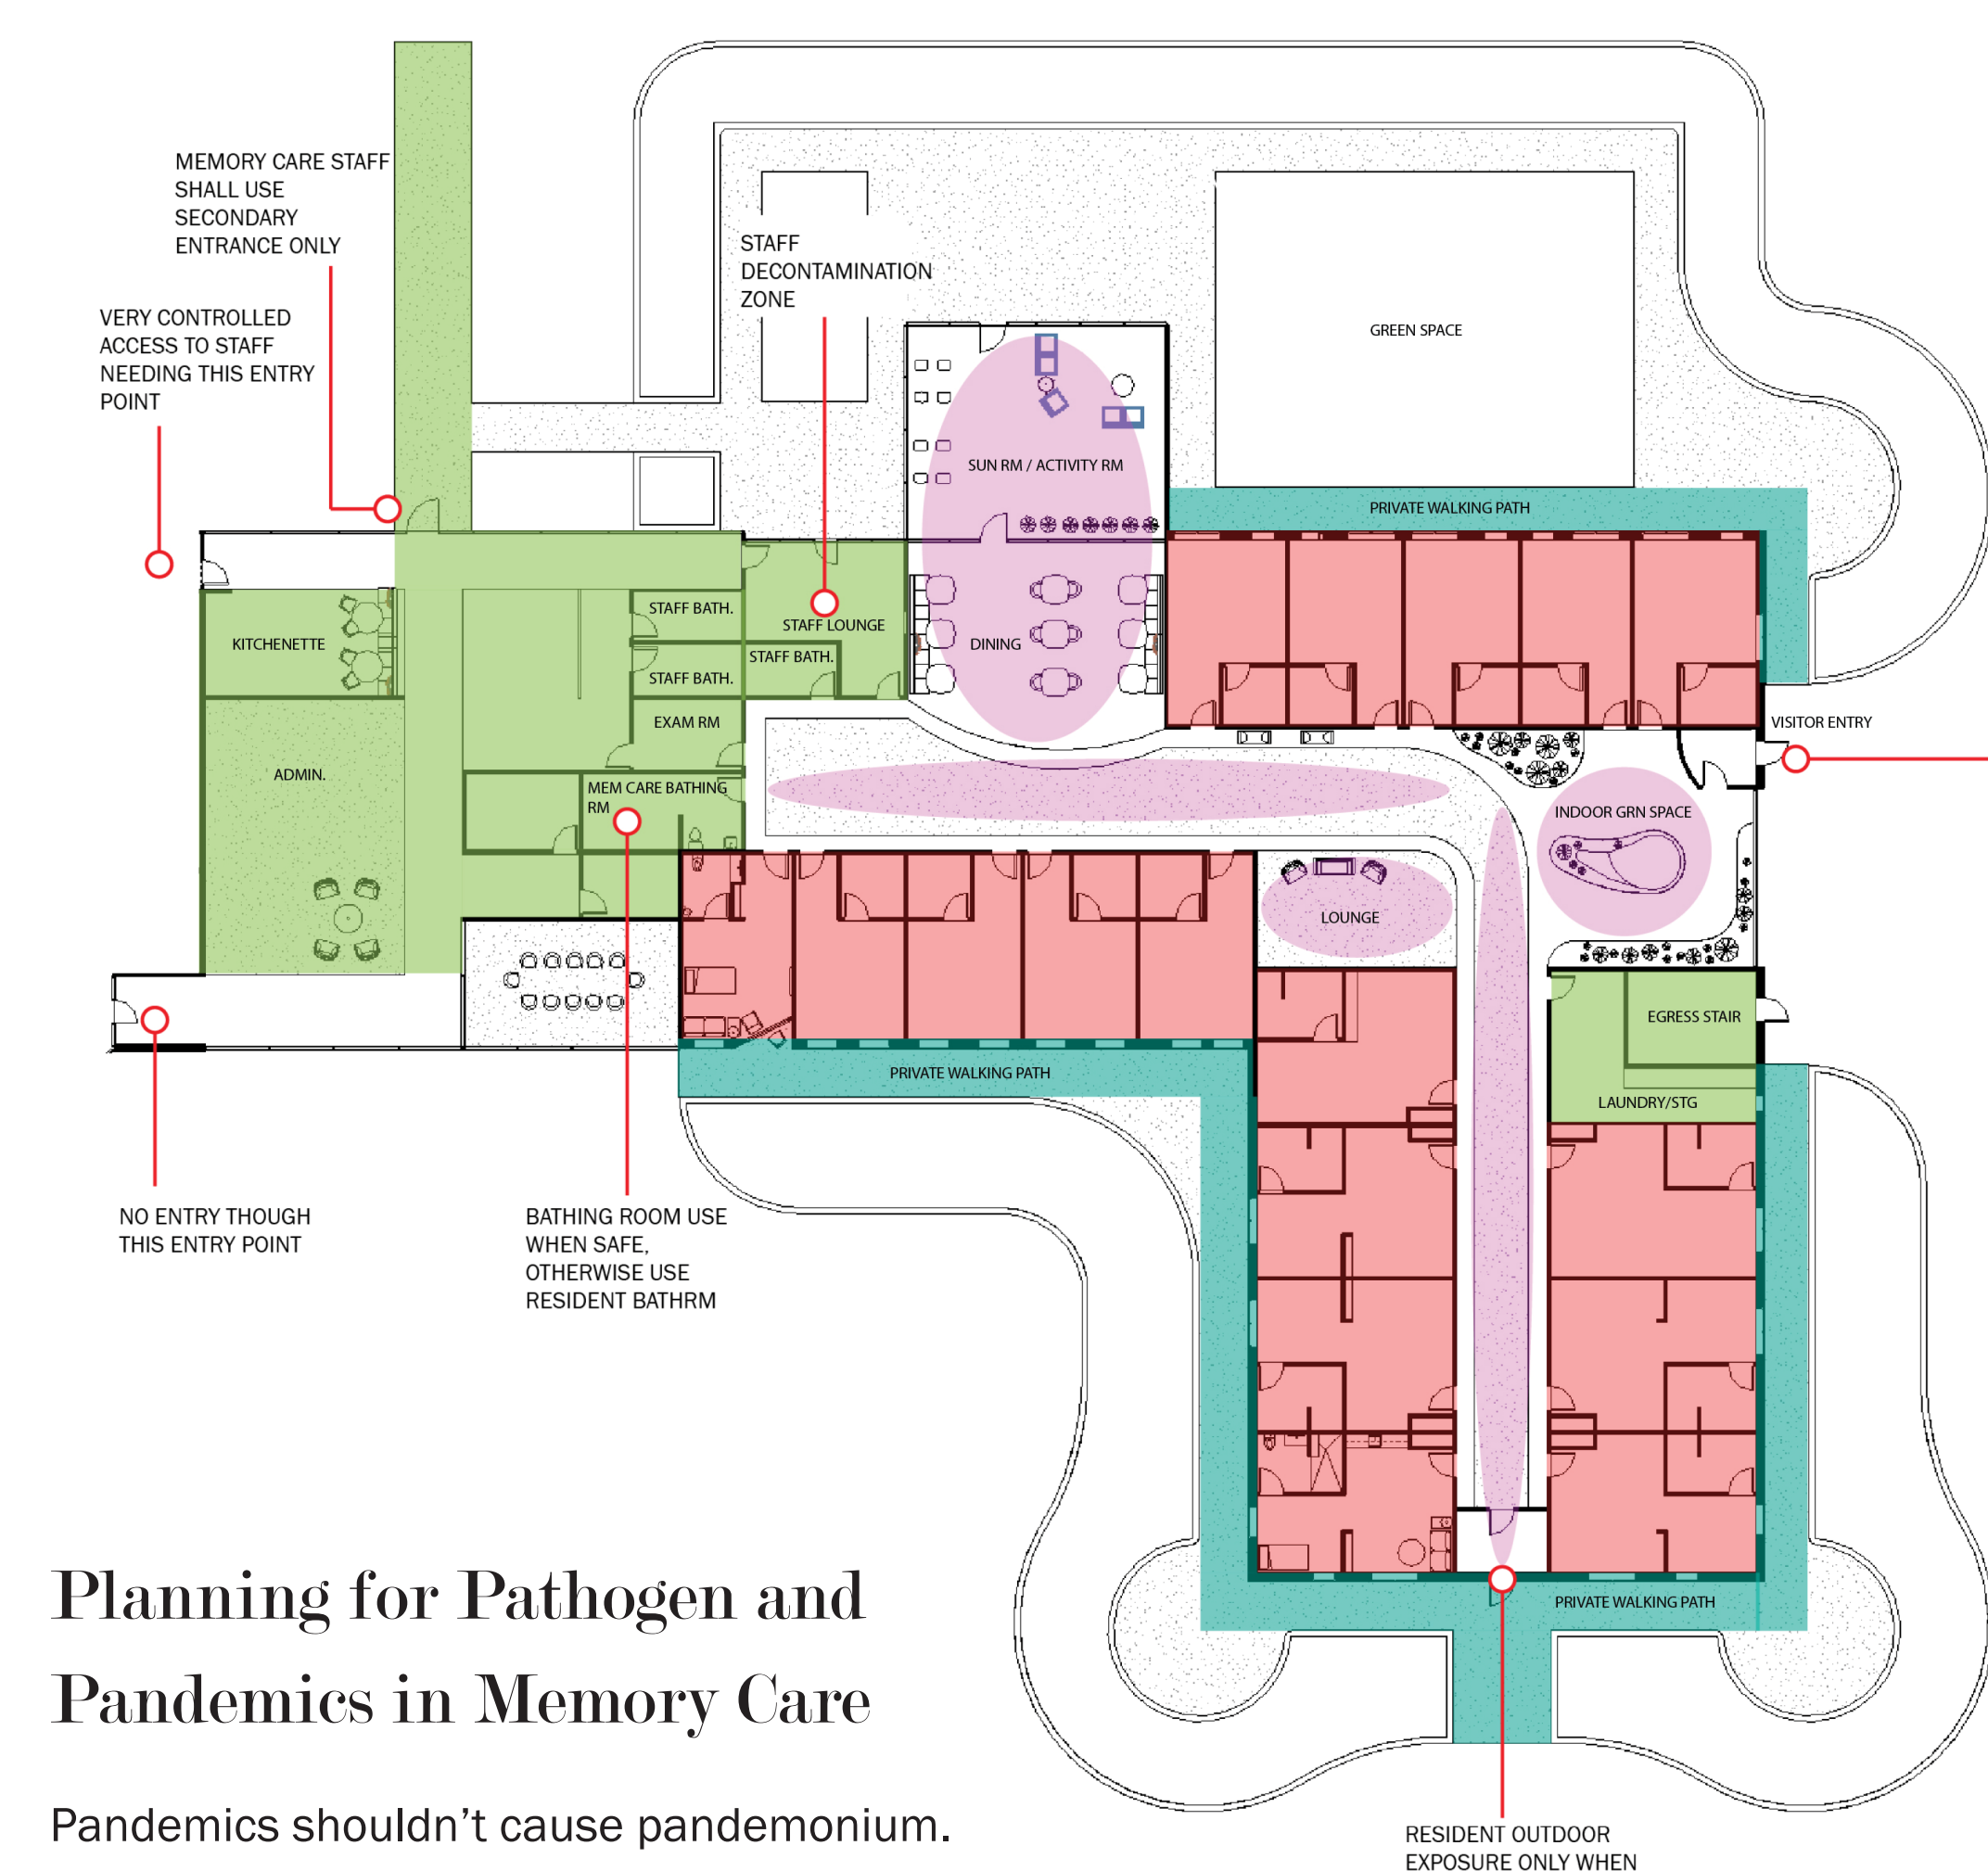 MEMORY CARE STAFF
SHALL USE
SECONDARY
ENTRANCE ONLY
VERY CONTROLLED
ACCESS TO STAFF
NEEDING THIS ENTRY
POINT
STAFF
DECONTAMINATION
ZONE
GREEN SPACE
SUN RM / ACTIVITY RM
PRIVATE WALKING PATH
STAFF BATH.
STAFF LOUNGE
KITCHENETTE
DINING
STAFF BATH.
STAFF BATH.
EXAM RM
VISITOR ENTRY
ADMIN.
MEM CARE BATHING
RM
INDOOR GRN SPACE
LOUNGE
EGRESS STAIR
PRIVATE WALKING PATH
LAUNDRY/STG
NO ENTRY THOUGH
THIS ENTRY POINT
BATHING ROOM USE
WHEN SAFE,
OTHERWISE USE
RESIDENT BATHRM
PRIVATE WALKING PATH
Planning for Pathogen and
Pandemics in Memory Care
Pandemics shouldn't cause pandemonium.
RESIDENT OUTDOOR
EXPOSURE ONLY WHEN